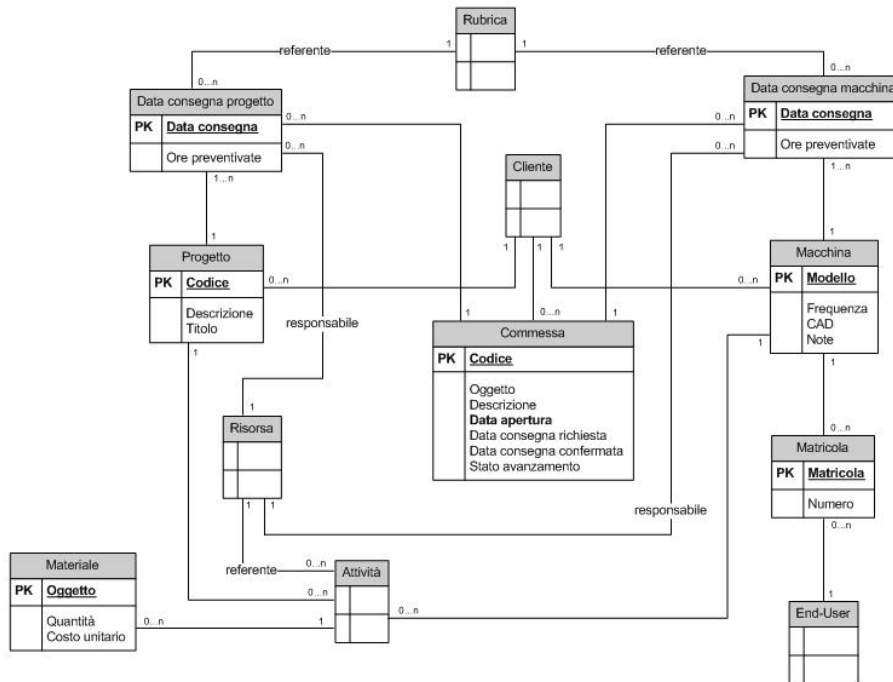 Rubrica
1
1
referente
referente
0...n
0...n
Data consegna progetto
PK Data consegna
Ore preventivate
0...n
0...n
1...n
Data consegna macchina
PK Data consegna
Ore preventivate
0...n
0...n
1...n
Cliente
1
1
1
1
Progetto
PK Codice
Descrizione
Titolo
0...n
1
1
Macchina
PK Modello
Frequenza
CAD
Note
0...n
1
1
responsabile
1
0...n
1
Commessa
PK Codice
Oggetto
Descrizione
Data apertura
Data consegna richiesta
Data consegna confermata
Stato avanzamento
1
Risorsa
1
1
0...n
Matricola
PK Matricola
Numero
0...n
responsabile
referente
0...n
0...n
Attività
0...n
Materiale
PK Oggetto
Quantità
Costo unitario
0...n
1
1
End-User